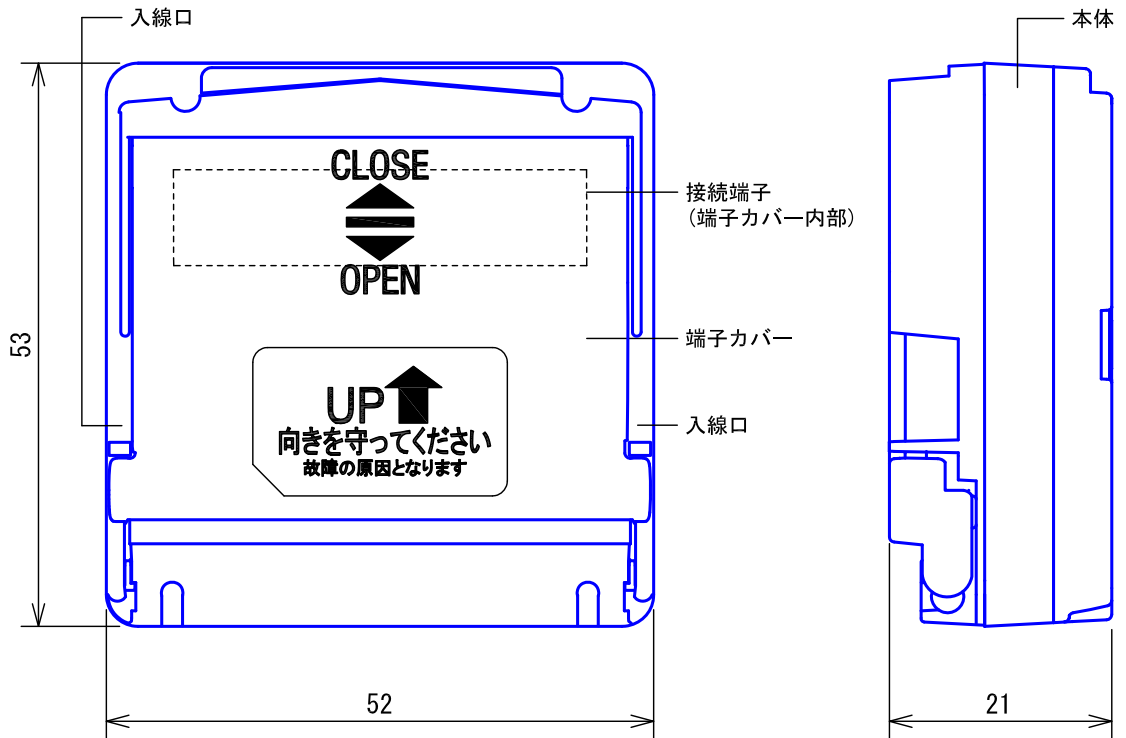 入線口
本体
CLOSE
接続端子
(端子カバー内部)
OPEN
53
端子カバー
UP
入線口
向きを守ってください
故障の原因となります
52
21